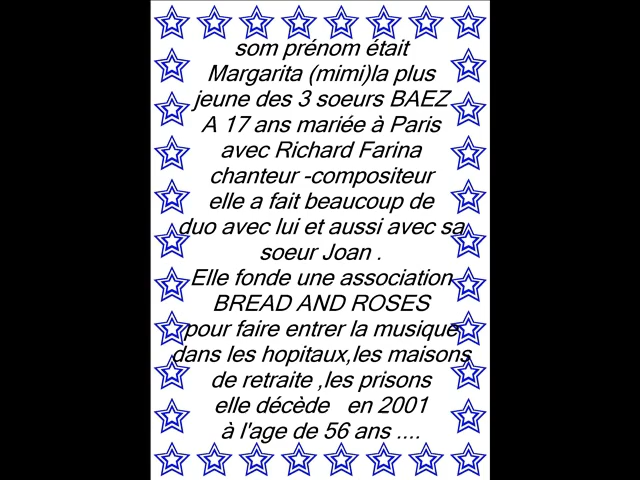 som prénom était
Margarita (mimi)la plus
jeune des 3 soeurs BAEZ
A 17 ans mariée à Paris
avec Richard Farina
chanteur -compositeur
elle a fait beaucoup de
duo avec lui et aussi avec sa
soeur Joan .
Elle fonde une association
BREAD AND ROSES
pour faire entrer la musique
dans les hopitaux,les maisons
de retraite ,les prisons
elle décède en 2001
à l'age de 56 ans ....